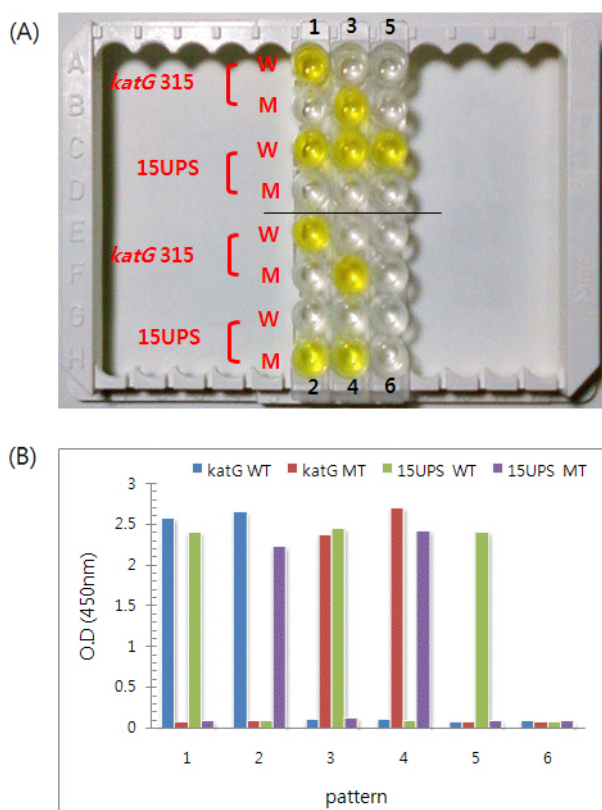 (A)
1 3 5
A katG 315 W
B M
C 15UPS W
D M
E katG 315 W
F M
G 15UPS W
H M
2 4 6
(B)
katG WT katG MT 15UPS WT 15UPS MT
3
2.5
2
1.5
1
0.5
0
O.D (450nm)
1 2 3 4 5 6
pattern